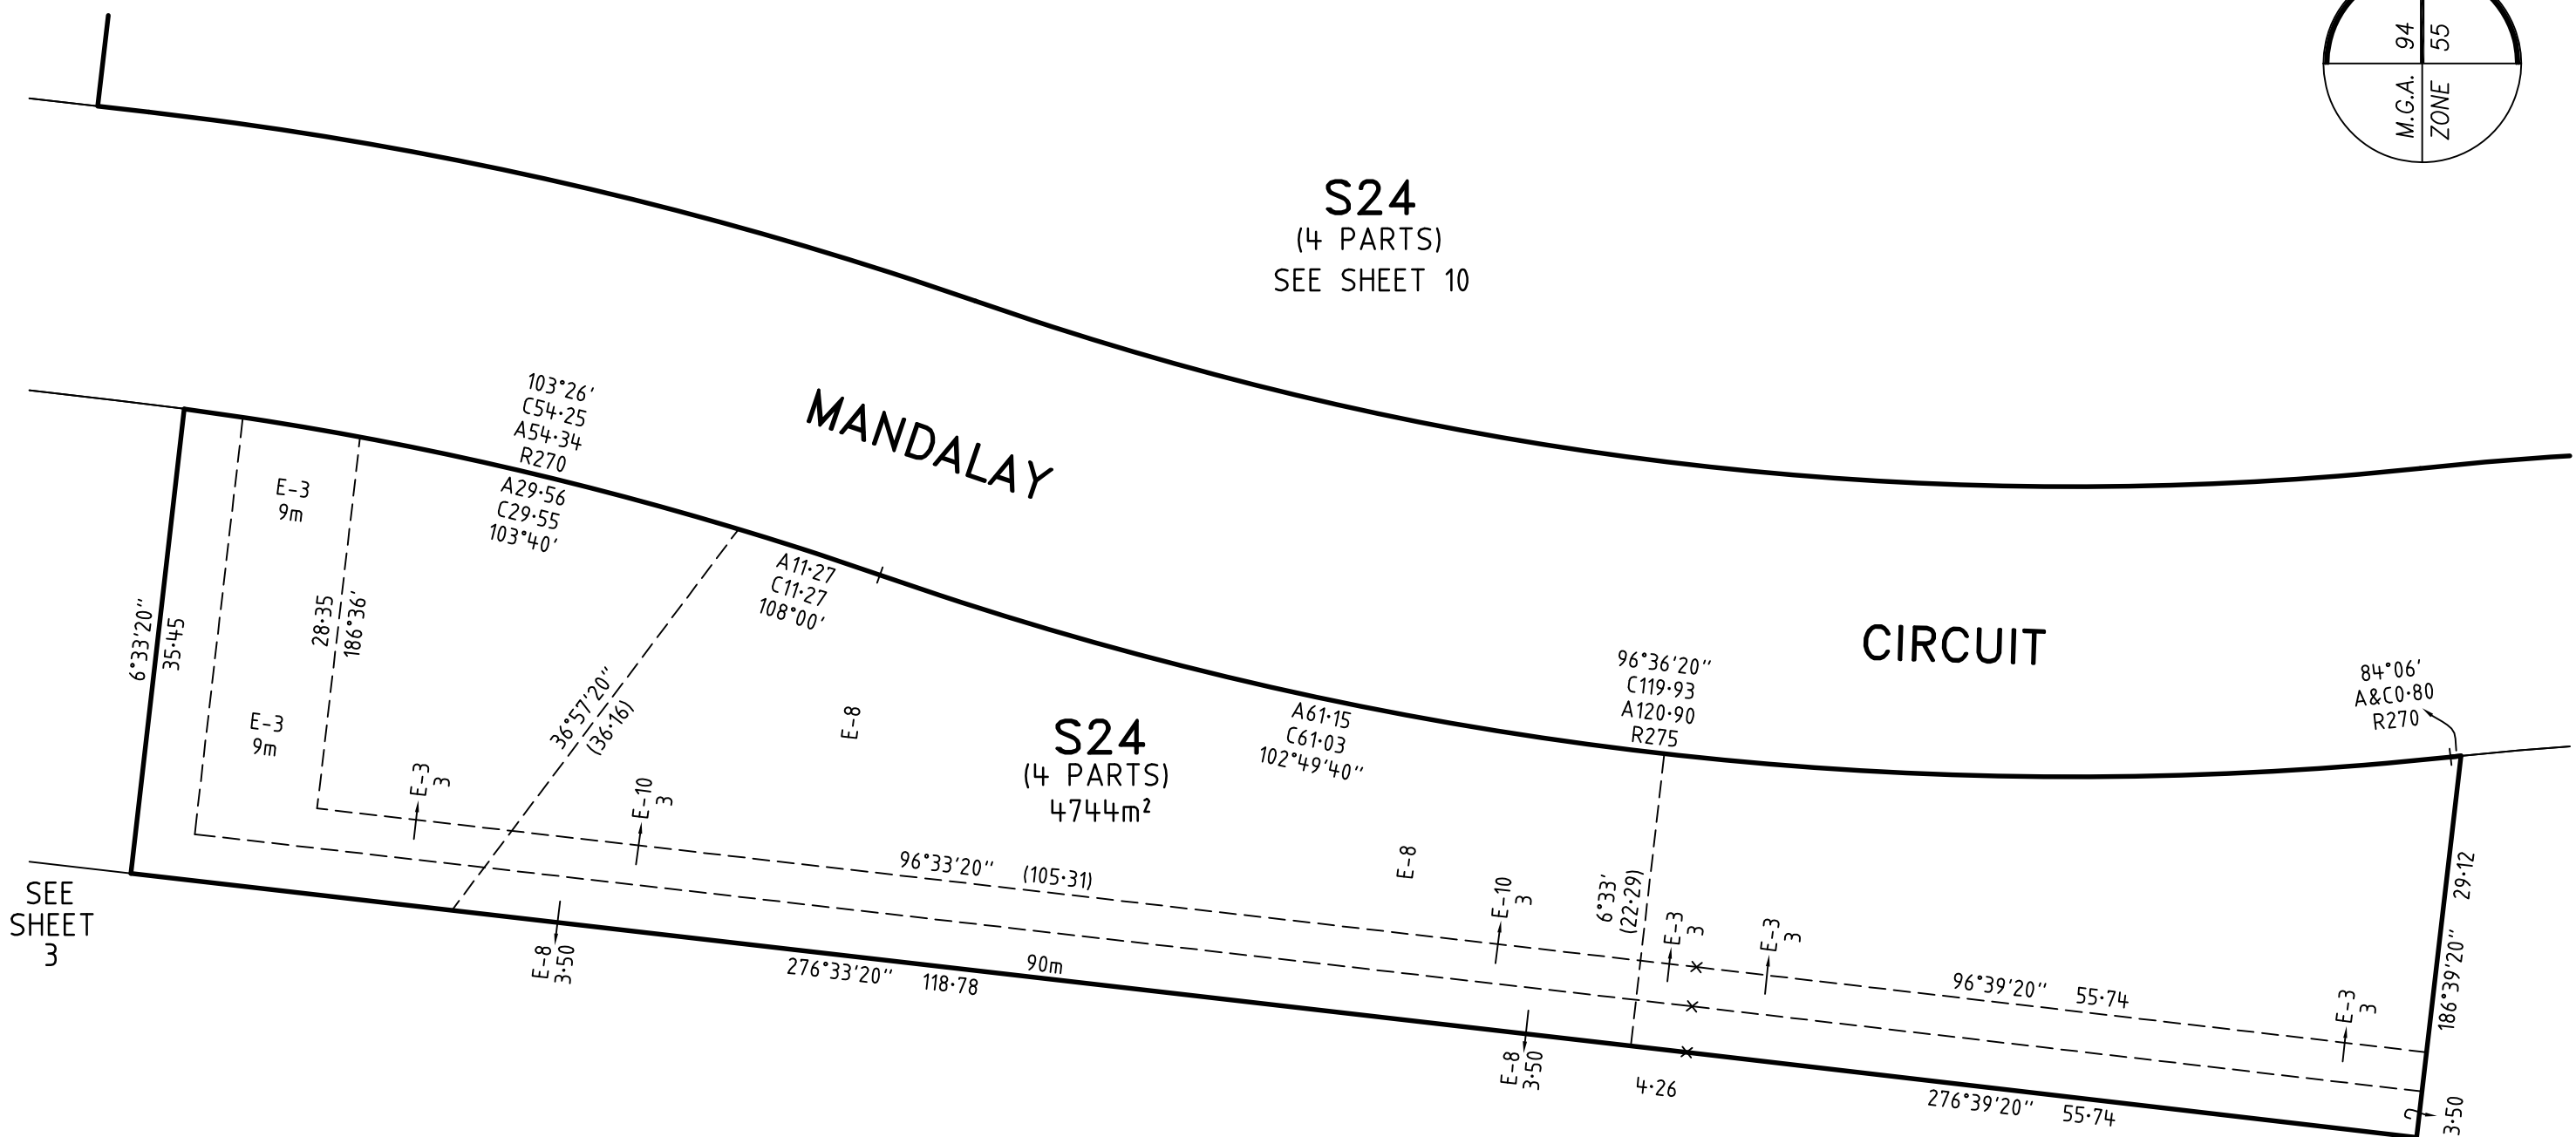 M.G.A. 94
ZONE 55
S24
(4 PARTS)
SEE SHEET 10
MANDALAY
CIRCUIT
103°26'
C54·25
A54·34
R270
A29·56
C29·55
103°40'
E-3
9m
28·35
186°36'
6°33'20"
35·45
E-3
9m
A11·27
C11·27
108°00'
36°57'20"
(36·16)
E-8
S24
(4 PARTS)
4744m²
A61·15
C61·03
102°49'40"
96°36'20"
C119·93
A120·90
R275
84°06'
A&C0·80
R270
E-3
3
E-10
3
96°33'20" (105·31)
E-8
E-10
3
6°33'
(22·29)
E-3
3
E-3
3
96°39'20" 55·74
E-3
3
29·12
186°39'20"
SEE
SHEET
3
E-8
3·50
276°33'20" 118·78
90m
E-8
3·50
4·26
276°39'20" 55·74
3·50